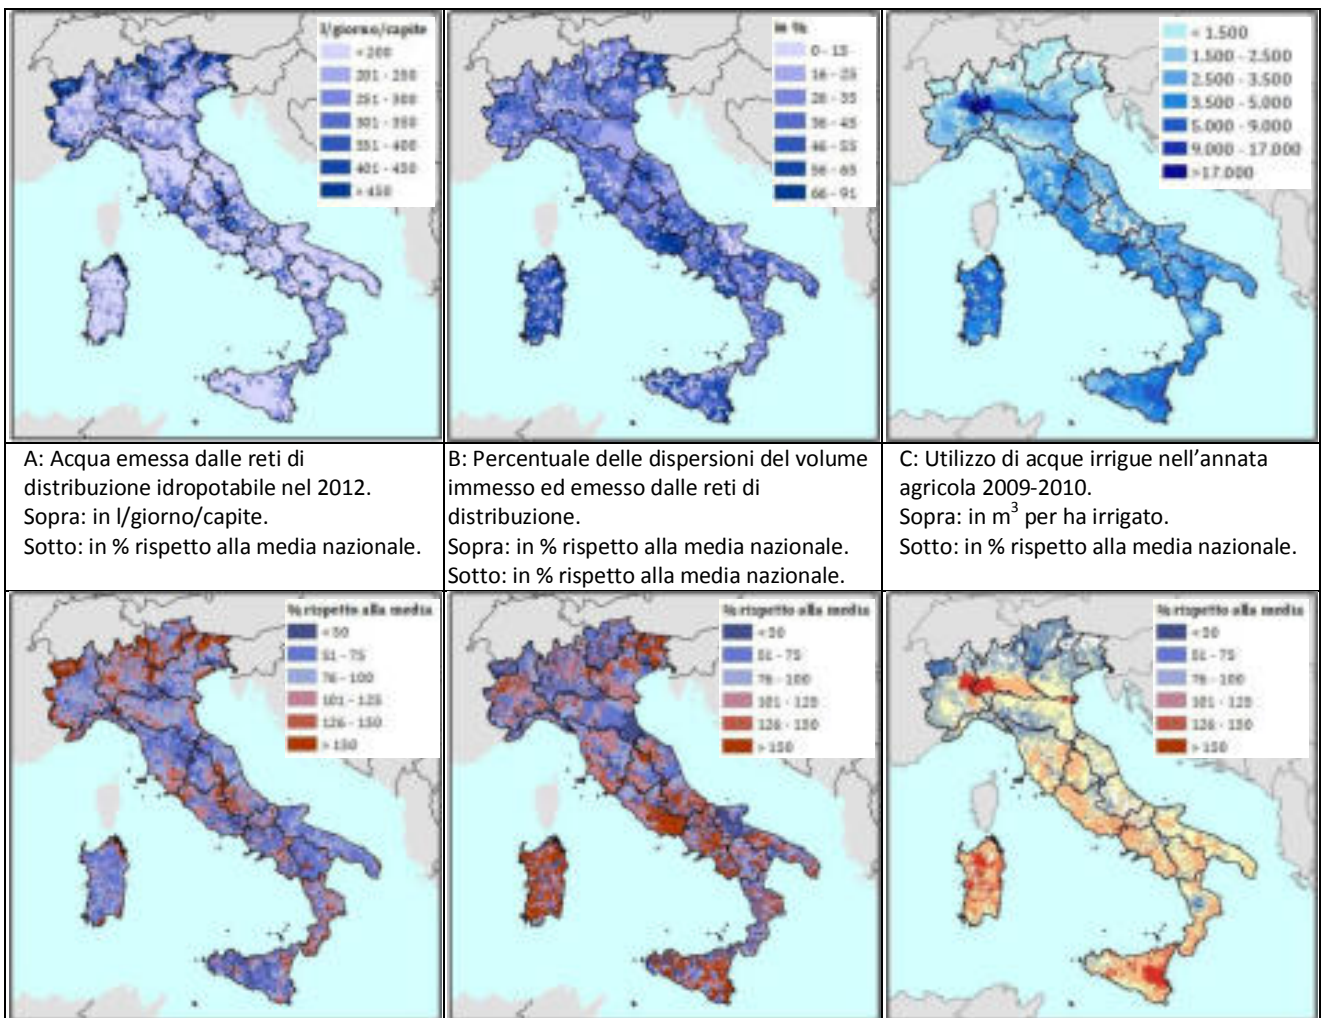 l/giorno/capite
< 200
201 - 250
251 - 300
301 - 350
351 - 400
401 - 450
> 450
in %
0 - 15
16 - 25
26 - 35
36 - 45
46 - 55
56 - 65
66 - 91
< 1.500
1.500 - 2.500
2.500 - 3.500
3.500 - 5.000
5.000 - 9.000
9.000 - 17.000
>17.000
A: Acqua emessa dalle reti di
distribuzione idropotabile nel 2012.
Sopra: in l/giorno/capite.
Sotto: in % rispetto alla media nazionale.
B: Percentuale delle dispersioni del volume
immesso ed emesso dalle reti di
distribuzione.
Sopra: in % rispetto alla media nazionale.
Sotto: in % rispetto alla media nazionale.
C: Utilizzo di acque irrigue nell’annata
agricola 2009-2010.
Sopra: in m³ per ha irrigato.
Sotto: in % rispetto alla media nazionale.
% rispetto alla media
< 50
51 - 75
76 - 100
101 - 125
126 - 150
> 150
% rispetto alla media
< 50
51 - 75
76 - 100
101 - 125
126 - 150
> 150
% rispetto alla media
< 50
51 - 75
76 - 100
101 - 125
126 - 150
> 150